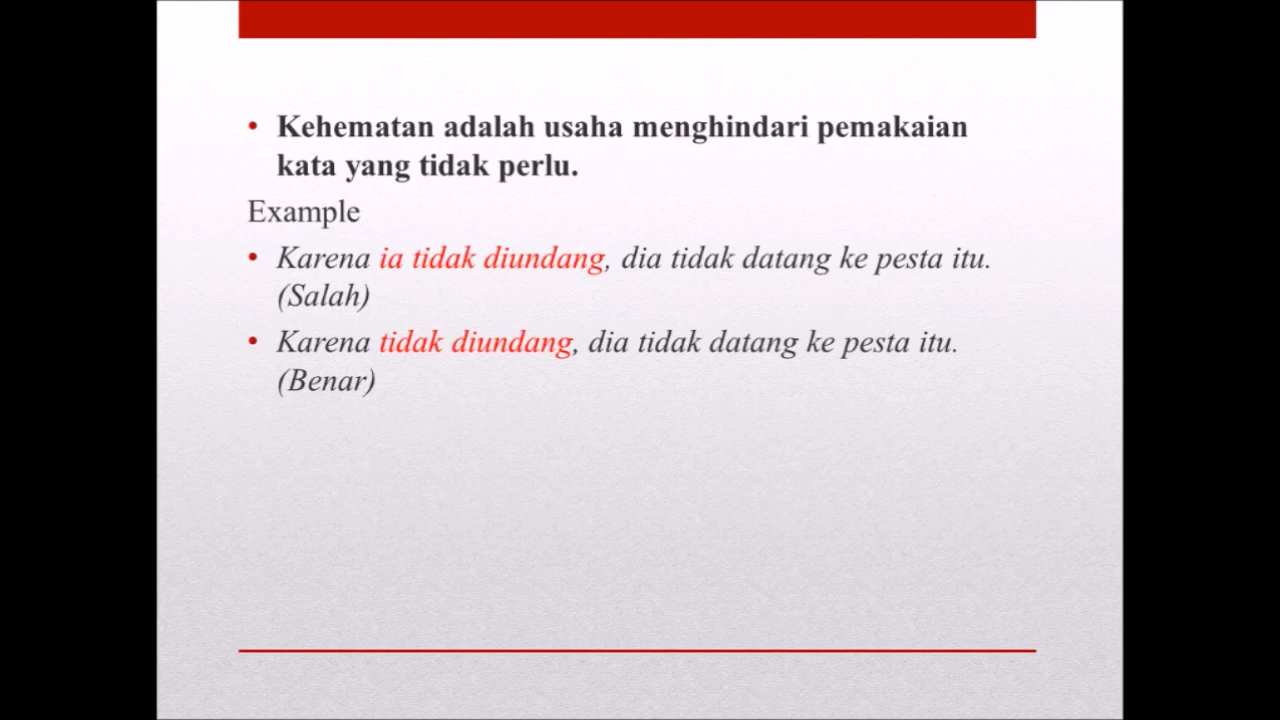 • Kehematan adalah usaha menghindari pemakaian
kata yang tidak perlu.
Example
• Karena ia tidak diundang, dia tidak datang ke pesta itu.
(Salah)
• Karena tidak diundang, dia tidak datang ke pesta itu.
(Benar)